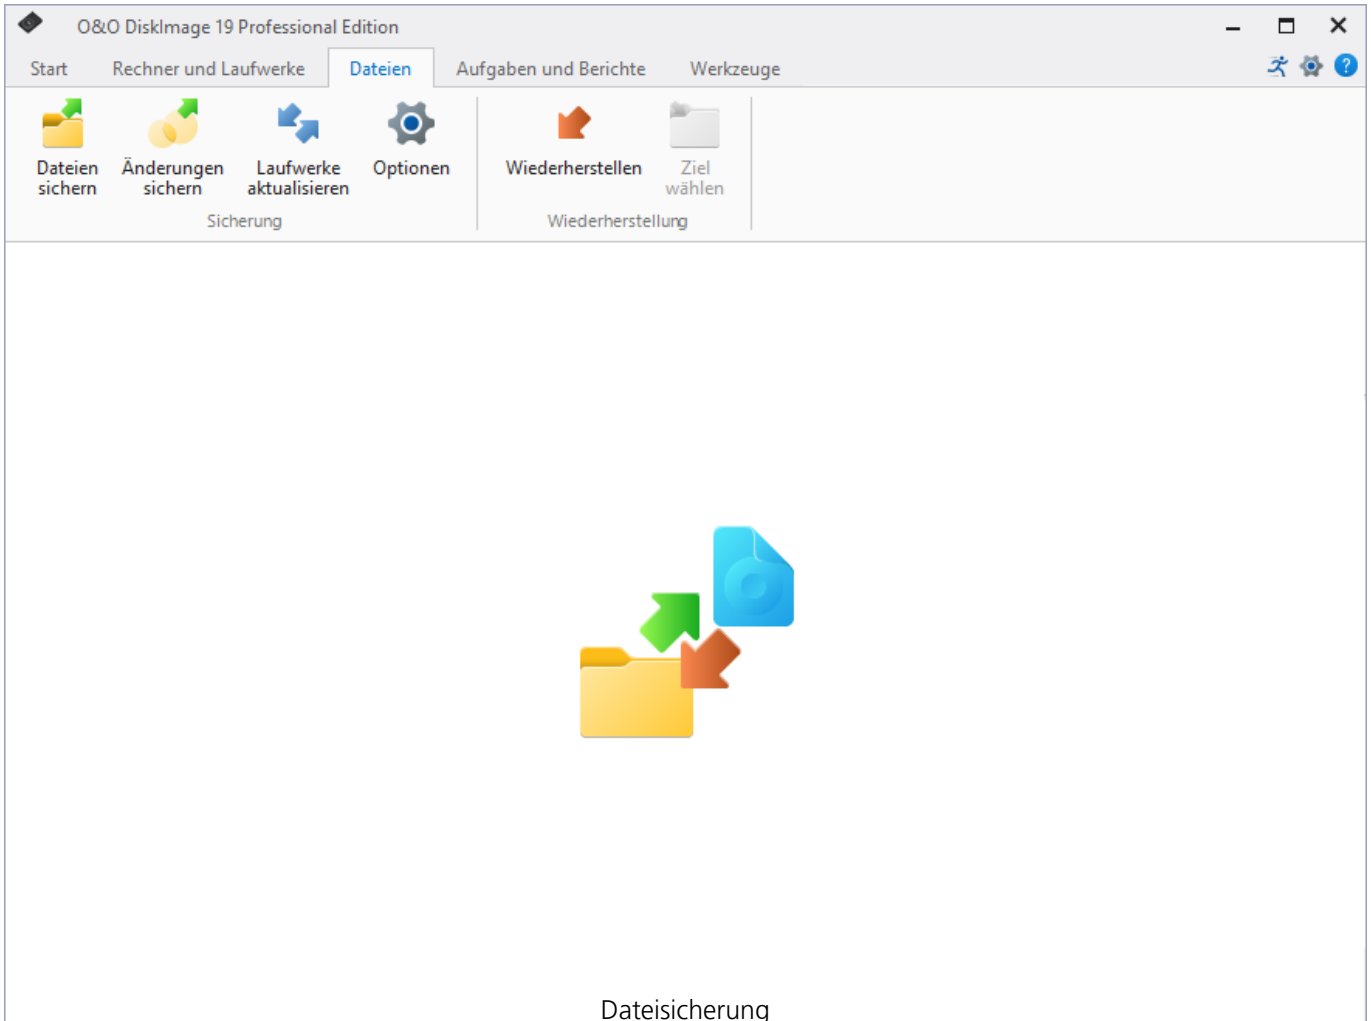 O&O DiskImage 19 Professional Edition
Start Rechner und Laufwerke Dateien Aufgaben und Berichte Werkzeuge
?
Dateien sichern
Änderungen sichern
Laufwerke aktualisieren
Optionen
Wiederherstellen
Ziel wählen
Sicherung
Wiederherstellung
Dateisicherung